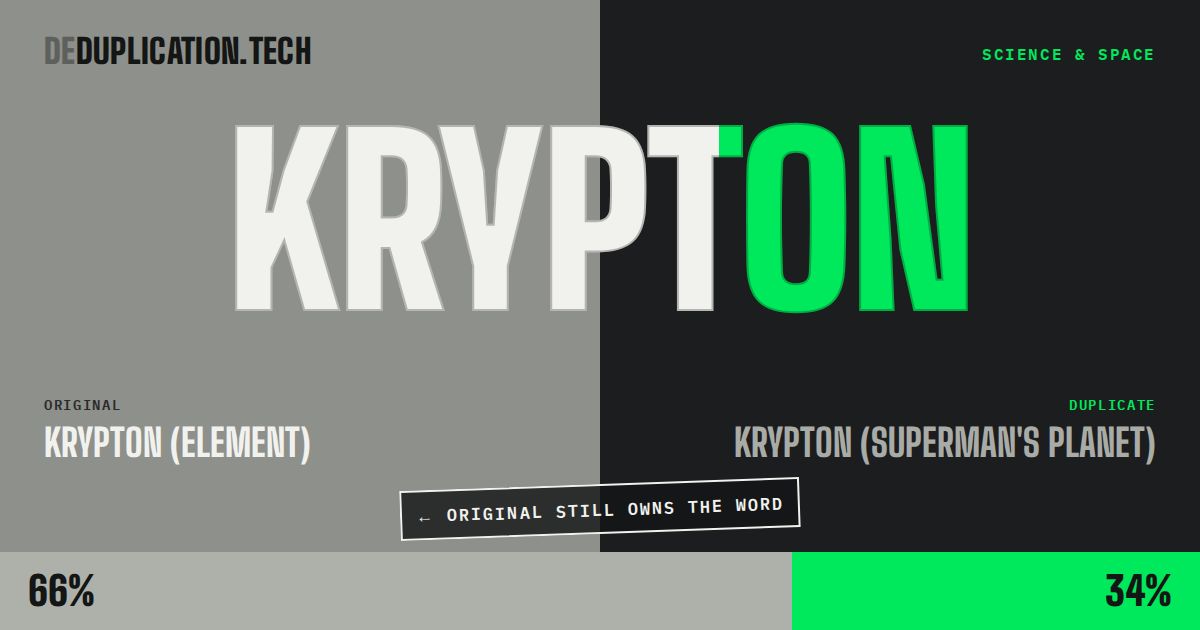 DEDUPLICATION.TECH
SCIENCE & SPACE
KRYPTON
ORIGINAL
DUPLICATE
KRYPTON (ELEMENT)
KRYPTON (SUPERMAN'S PLANET)
← ORIGINAL STILL OWNS THE WORD
66%
34%